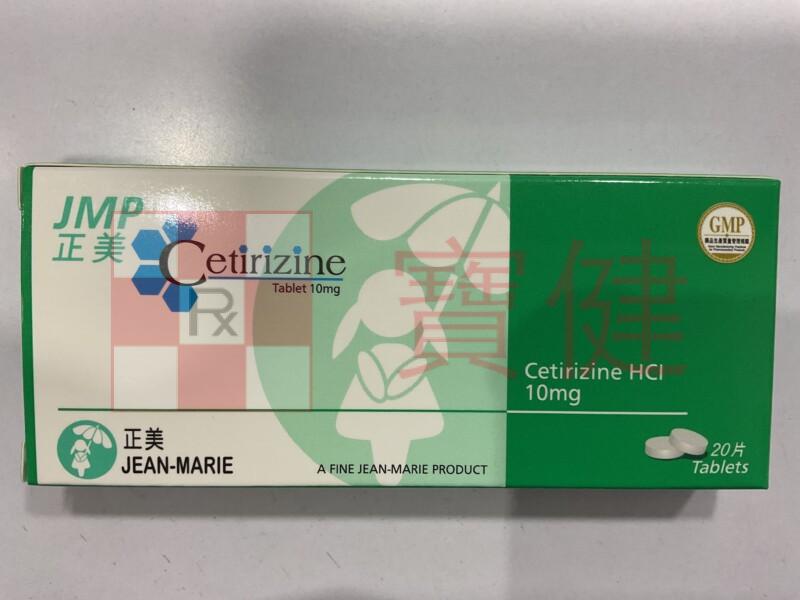 JMP
正美
Cetirizine
Tablet 10mg
Rx
寶健
GMP
Cetirizine HCl
10mg
正美
JEAN-MARIE
A FINE JEAN-MARIE PRODUCT
20片
Tablets